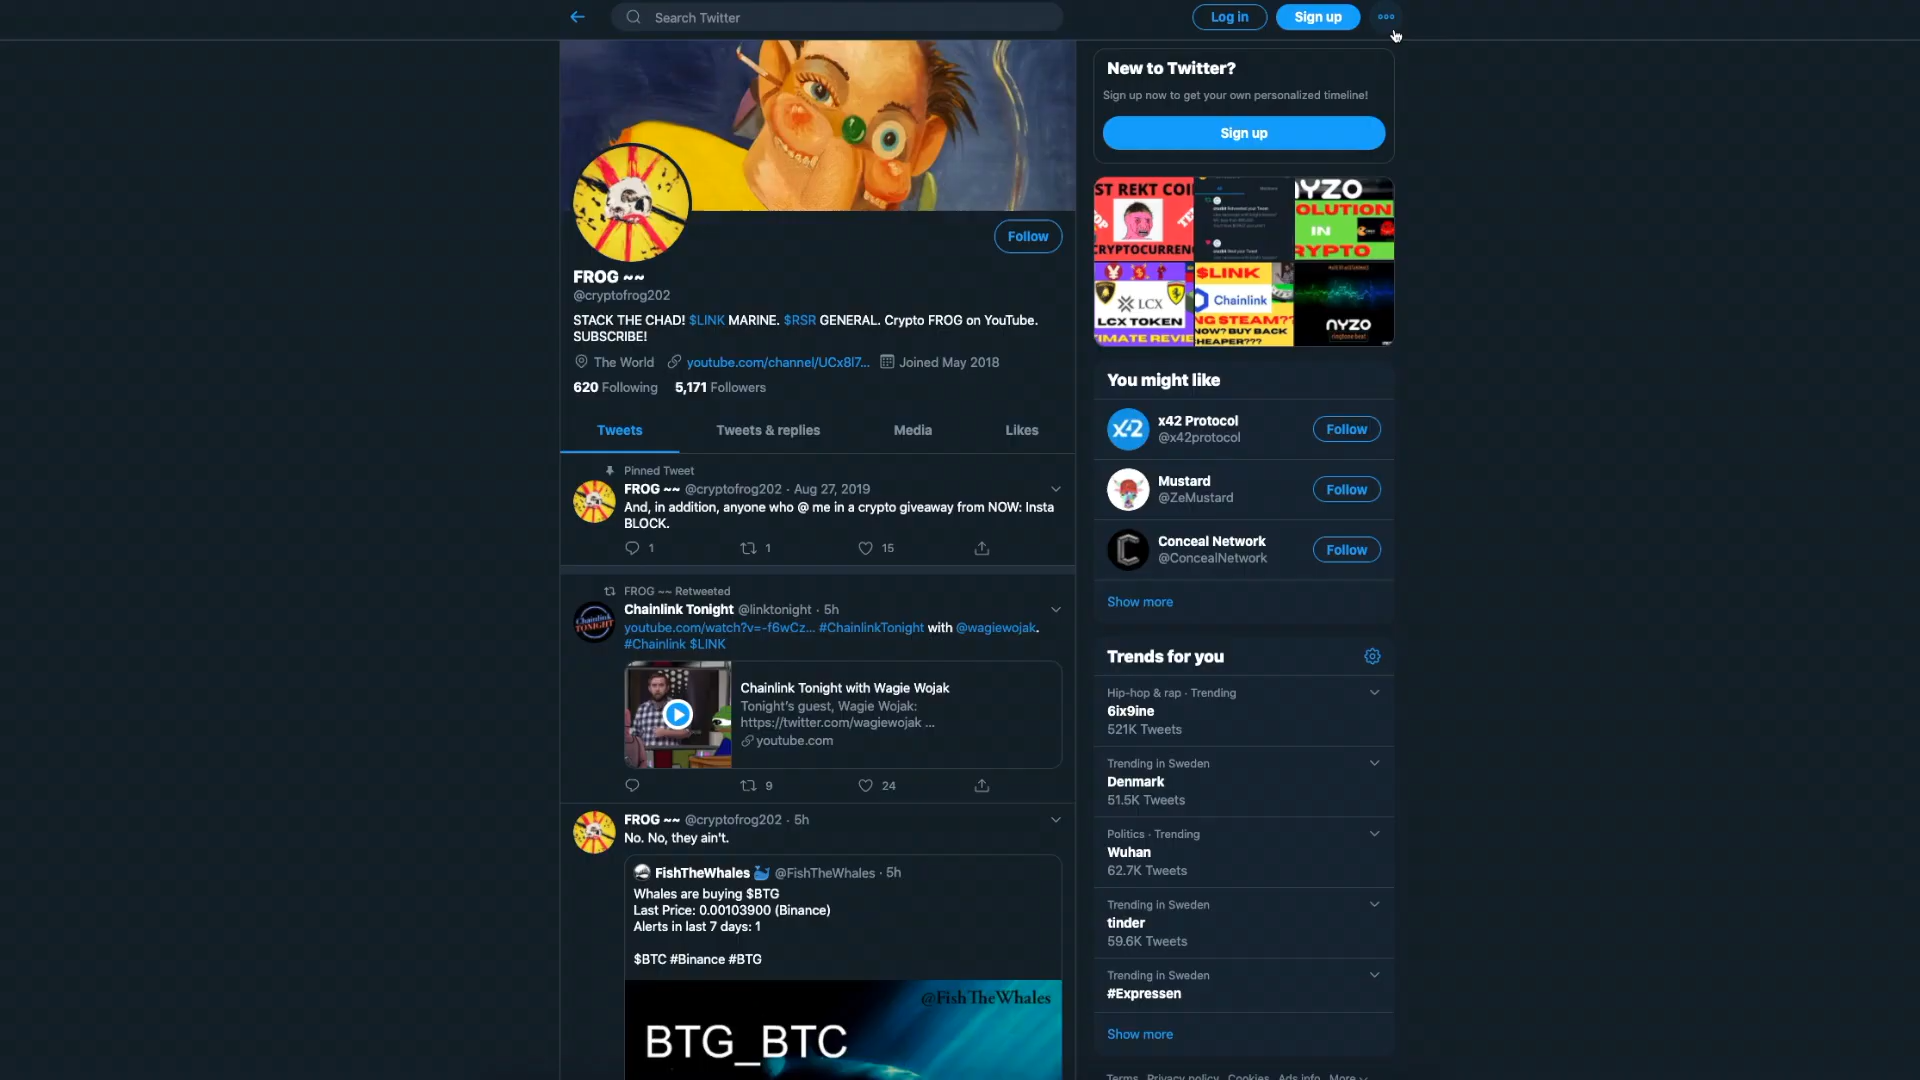 Search Twitter
Log in
Sign up
New to Twitter?
Sign up now to get your own personalized timeline!
Sign up
Follow
FROG ~~
@cryptofrog202
STACK THE CHAD! $LINK MARINE. $RSR GENERAL. Crypto FROG on YouTube.
SUBSCRIBE!
The World
youtube.com/channel/UCx8l7...
Joined May 2018
620 Following
5,171 Followers
Tweets
Tweets & replies
Media
Likes
Pinned Tweet
FROG ~~ @cryptofrog202 · Aug 27, 2019
And, in addition, anyone who @ me in a crypto giveaway from NOW: Insta
BLOCK.
1
1
15
FROG ~~ Retweeted
Chainlink Tonight @linktonight · 5h
youtube.com/watch?v=-f6wCz... #ChainlinkTonight with @wagiewojak.
#Chainlink $LINK
Chainlink
TONIGHT
Chainlink Tonight with Wagie Wojak
Tonight's guest, Wagie Wojak:
https://twitter.com/wagiewojak ...
youtube.com
9
24
FROG ~~ @cryptofrog202 · 5h
No. No, they ain't.
FishTheWhales @FishTheWhales · 5h
Whales are buying $BTG
Last Price: 0.00103900 (Binance)
Alerts in last 7 days: 1
$BTC #Binance #BTG
@FishTheWhales
BTG_BTC
ST REKT COI
TOP
CRYPTOCURREN
NYZO
OLUTION
IN
CRYPTO
LCX
LCX TOKEN
TIMATE REVIE
$LINK
Chainlink
NG STEAM??
NOW? BUY BACK
HEAPER???
NYZO
ringtone beat
You might like
x42
x42 Protocol
@x42protocol
Follow
Mustard
@ZeMustard
Follow
Conceal Network
@ConcealNetwork
Follow
Show more
Trends for you
Hip-hop & rap · Trending
6ix9ine
521K Tweets
Trending in Sweden
Denmark
51.5K Tweets
Politics · Trending
Wuhan
62.7K Tweets
Trending in Sweden
tinder
59.6K Tweets
Trending in Sweden
#Expressen
Show more
Terms Privacy policy Cookies Ads info More